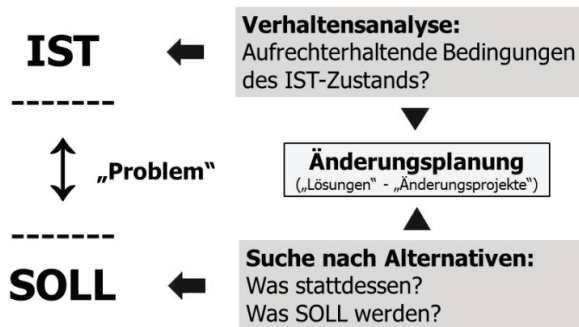 IST
Verhaltensanalyse:
Aufrechterhaltende Bedingungen
des IST-Zustands?
„Problem“
Änderungsplanung
(„Lösungen“ - „Änderungsprojekte“)
SOLL
Suche nach Alternativen:
Was stattdessen?
Was SOLL werden?